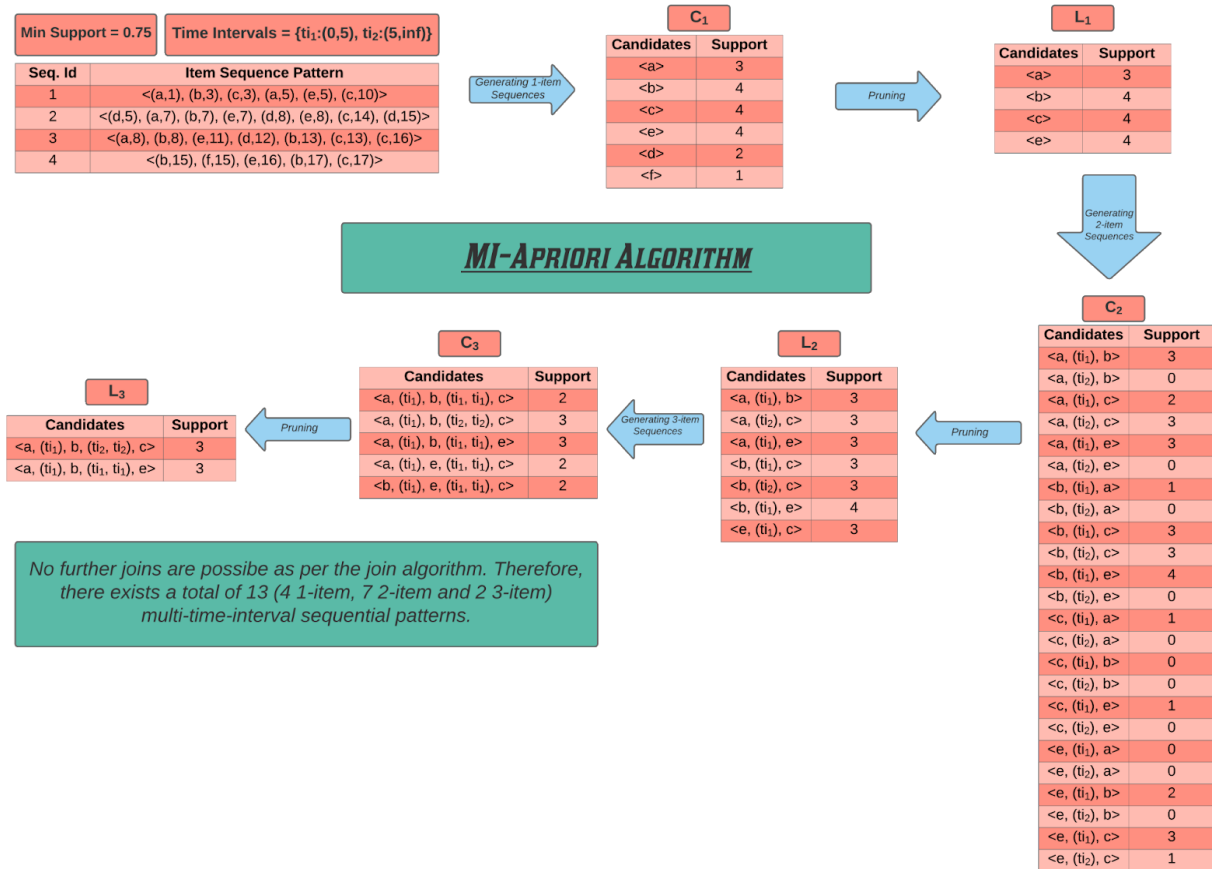 Min Support = 0.75
Time Intervals = {ti₁:(0,5), ti₂:(5,inf)}
Seq. Id Item Sequence Pattern
1 <(a,1), (b,3), (c,3), (a,5), (e,5), (c,10)>
2 <(d,5), (a,7), (b,7), (e,7), (d,8), (e,8), (c,14), (d,15)>
3 <(a,8), (b,8), (e,11), (d,12), (b,13), (c,13), (c,16)>
4 <(b,15), (f,15), (e,16), (b,17), (c,17)>
Generating 1-item
Sequences
C₁
Candidates Support
<a> 3
<b> 4
<c> 4
<e> 4
<d> 2
<f> 1
Pruning
L₁
Candidates Support
<a> 3
<b> 4
<c> 4
<e> 4
Generating
2-item
Sequences
MI-Apriori Algorithm
C₂
Candidates Support
<a, (ti₁), b> 3
<a, (ti₂), b> 0
<a, (ti₁), c> 2
<a, (ti₂), c> 3
<a, (ti₁), e> 3
<a, (ti₂), e> 0
<b, (ti₁), a> 1
<b, (ti₂), a> 0
<b, (ti₁), c> 3
<b, (ti₂), c> 3
<b, (ti₁), e> 4
<b, (ti₂), e> 0
<c, (ti₁), a> 1
<c, (ti₂), a> 0
<c, (ti₁), b> 0
<c, (ti₂), b> 0
<c, (ti₁), e> 1
<c, (ti₂), e> 0
<e, (ti₁), a> 0
<e, (ti₂), a> 0
<e, (ti₁), b> 2
<e, (ti₂), b> 0
<e, (ti₁), c> 3
<e, (ti₂), c> 1
Pruning
L₂
Candidates Support
<a, (ti₁), b> 3
<a, (ti₂), c> 3
<a, (ti₁), e> 3
<b, (ti₁), c> 3
<b, (ti₂), c> 3
<b, (ti₁), e> 4
<e, (ti₁), c> 3
Generating 3-item
Sequences
C₃
Candidates Support
<a, (ti₁), b, (ti₁, ti₁), c> 2
<a, (ti₁), b, (ti₂, ti₂), c> 3
<a, (ti₁), b, (ti₁, ti₁), e> 3
<a, (ti₁), e, (ti₁, ti₁), c> 2
<b, (ti₁), e, (ti₁, ti₁), c> 2
Pruning
L₃
Candidates Support
<a, (ti₁), b, (ti₂, ti₂), c> 3
<a, (ti₁), b, (ti₁, ti₁), e> 3
No further joins are possibe as per the join algorithm. Therefore,
there exists a total of 13 (4 1-item, 7 2-item and 2 3-item)
multi-time-interval sequential patterns.